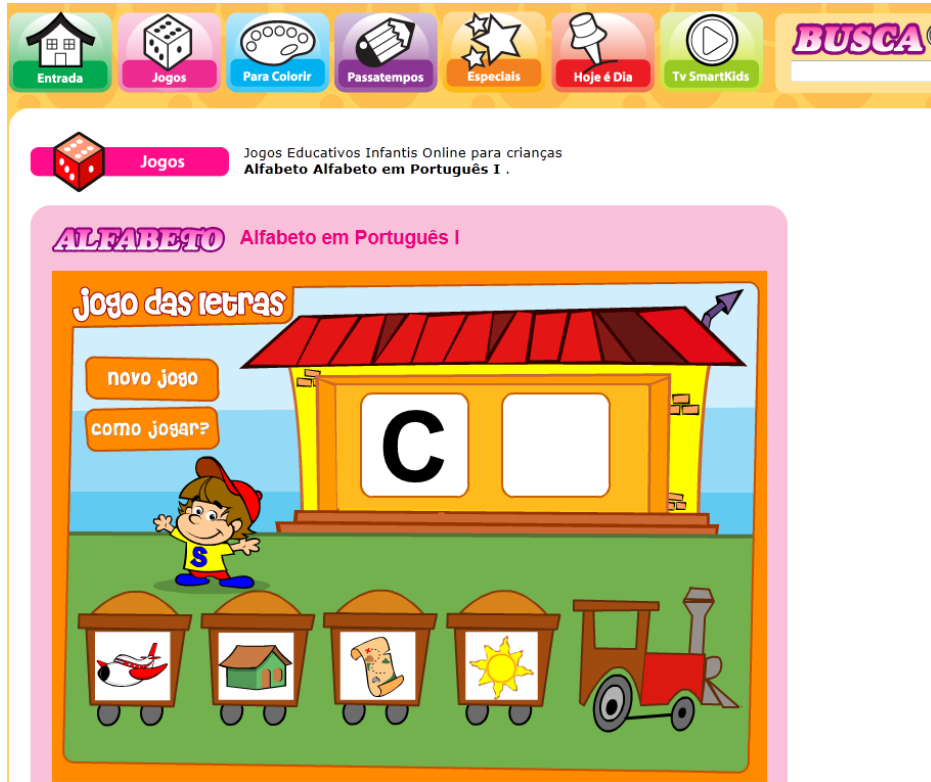 Entrada
Jogos
Para Colorir
Passatempos
Especiais
Hoje é Dia
Tv SmartKids
BUSCA
Jogos
Jogos Educativos Infantis Online para crianças
Alfabeto Alfabeto em Português I .
ALFABETO Alfabeto em Português I
jogo das letras
novo jogo
como jogar?
C
S